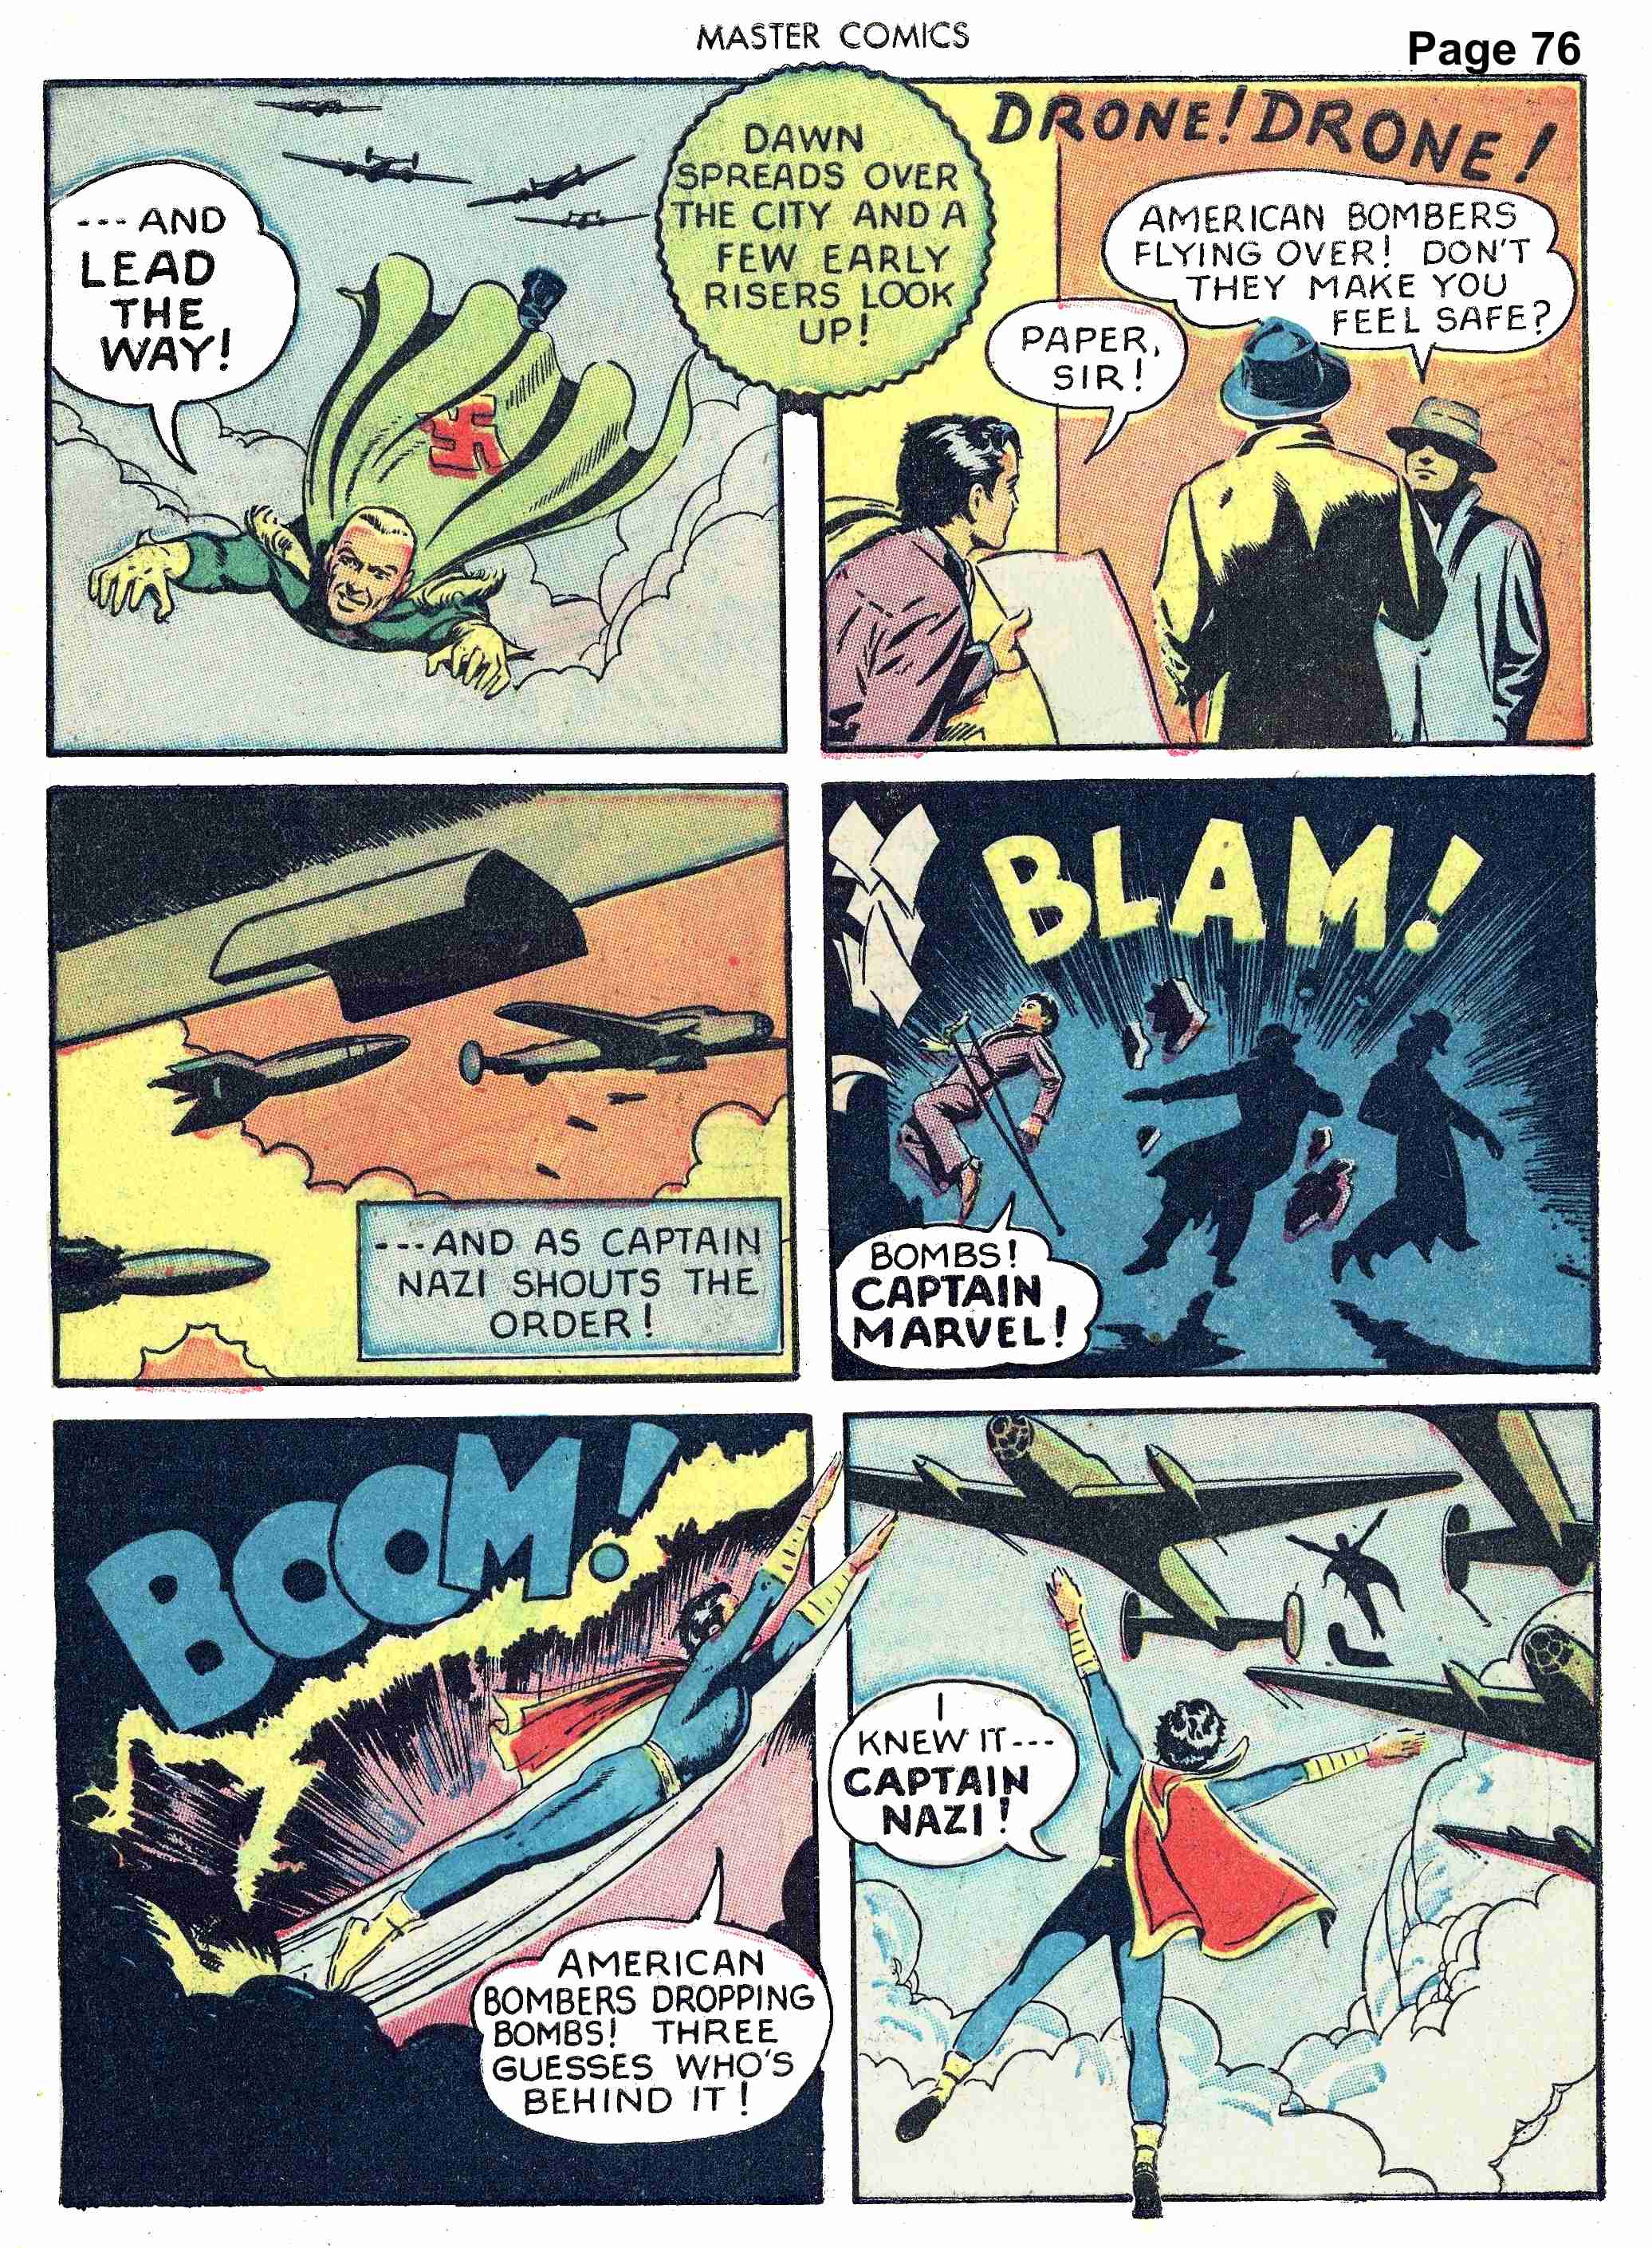 MASTER COMICS
Page 76
---AND
LEAD
THE
WAY!
DAWN
SPREADS OVER
THE CITY AND A
FEW EARLY
RISERS LOOK
UP!
DRONE! DRONE!
PAPER,
SIR!
AMERICAN BOMBERS
FLYING OVER! DON'T
THEY MAKE YOU
FEEL SAFE?
---AND AS CAPTAIN
NAZI SHOUTS THE
ORDER!
BLAM!
BOMBS!
CAPTAIN
MARVEL!
BOOM!
AMERICAN
BOMBERS DROPPING
BOMBS! THREE
GUESSES WHO'S
BEHIND IT!
I
KNEW IT---
CAPTAIN
NAZI!